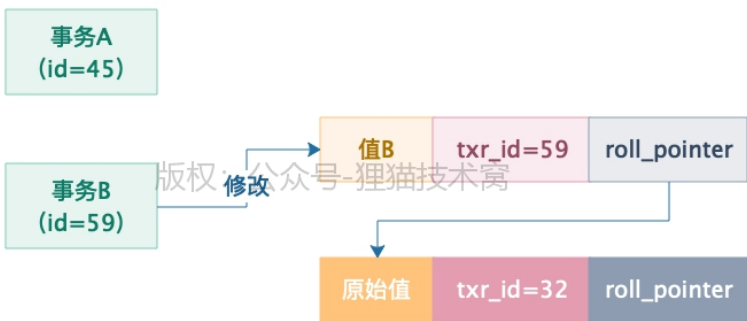 事务A
(id=45)
值B
txr_id=59
roll_pointer
事务B
(id=59)
修改
版权:公众号-狸猫技术窝
原始值
txr_id=32
roll_pointer